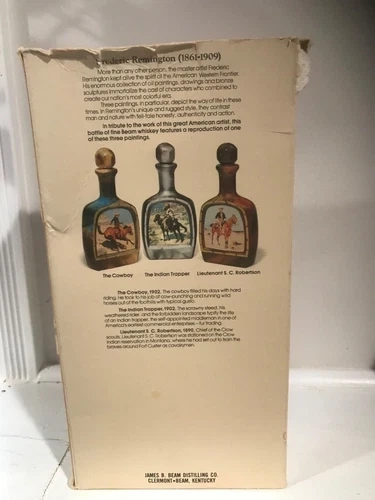 Frederic Remington (1861-1909)
More than any other person, the master artist Frederic
Remington kept alive the spirit of the American Western Frontier.
His enormous collection of oil paintings, drawings and bronze
sculptures immortalize the cast of characters who combined to
create our nation's most colorful era.
Three paintings, in particular, depict the way of life in these
times. In Remington's unique and rugged style, they contrast
man and nature with tell-tale honesty, authenticity and action
In tribute to the work of this great American artist, this
bottle of fine Beam whiskey features a reproduction of one
of these three paintings.
The Cowboy
The Indian Trapper
Lieutenant S. C. Robertson
The Cowboy, 1902. The cowboy filled his days with hard
riding. He took to his job of cow-punching and running wild
horses out of the foothills with typical gusto.
The Indian Trapper, 1902. The scrawny steed, his
weathered rider, and the forbidden landscape typify the life
of an Indian trapper, the self-appointed middleman in one of
America's earliest commercial enterprises - fur trading.
Lieutenant S. C. Robertson, 1890. Chief of the Crow
scouts, Lieutenant S. C. Robertson was stationed on the Crow
Indian reservation in Montana, where he had set out to train the
braves around Fort Custer as cavalrymen.
JAMES B. BEAM DISTILLING CO.
CLERMONT•BEAM, KENTUCKY